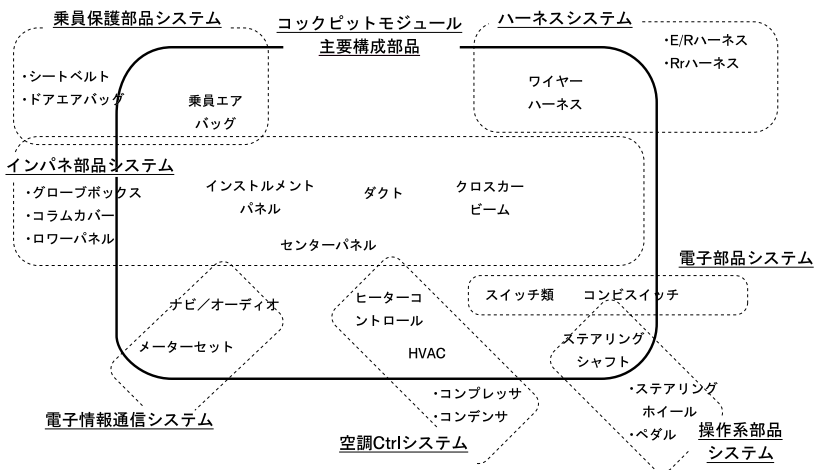 乗員保護部品システム
コックピットモジュール
主要構成部品
ハーネスシステム
・シートベルト
・ドアエアバッグ
乗員エア
バッグ
ワイヤー
ハーネス
・E/Rハーネス
・Rrハーネス
インパネ部品システム
・グローブボックス
・コラムカバー
・ロワーパネル
インストルメント
パネル
ダクト
クロスカー
ビーム
センターパネル
電子部品システム
スイッチ類
コンビスイッチ
ナビ／オーディオ
メーターセット
ヒーターコ
ントロール
HVAC
ステアリング
シャフト
・コンプレッサ
・コンデンサ
・ステアリング
ホイール
・ペダル
電子情報通信システム
空調Ctrlシステム
操作系部品
システム